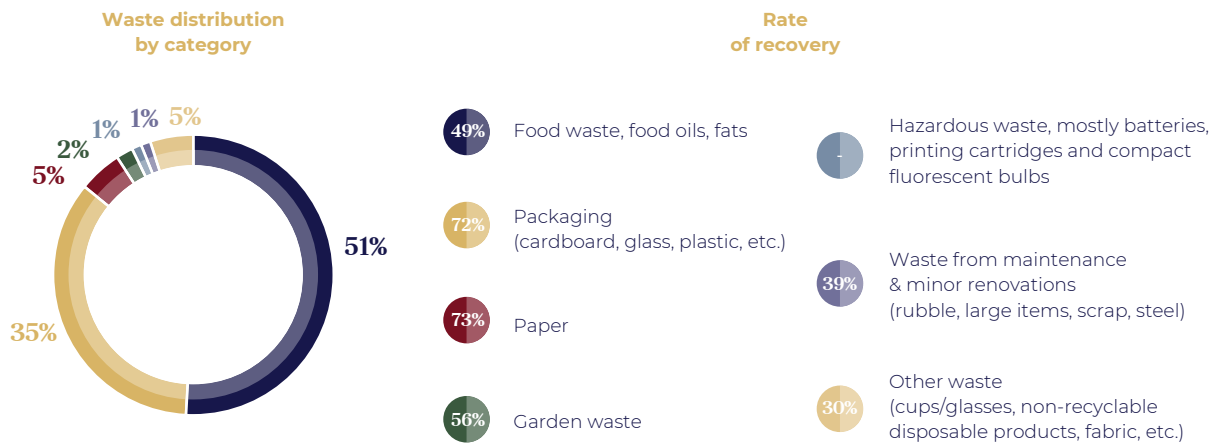 Waste distribution
by category
5%
1%
1%
2%
5%
51%
35%
Rate
of recovery
49%
Food waste, food oils, fats
72%
Packaging
(cardboard, glass, plastic, etc.)
73%
Paper
56%
Garden waste
-
Hazardous waste, mostly batteries,
printing cartridges and compact
fluorescent bulbs
39%
Waste from maintenance
& minor renovations
(rubble, large items, scrap, steel)
30%
Other waste
(cups/glasses, non-recyclable
disposable products, fabric, etc.)